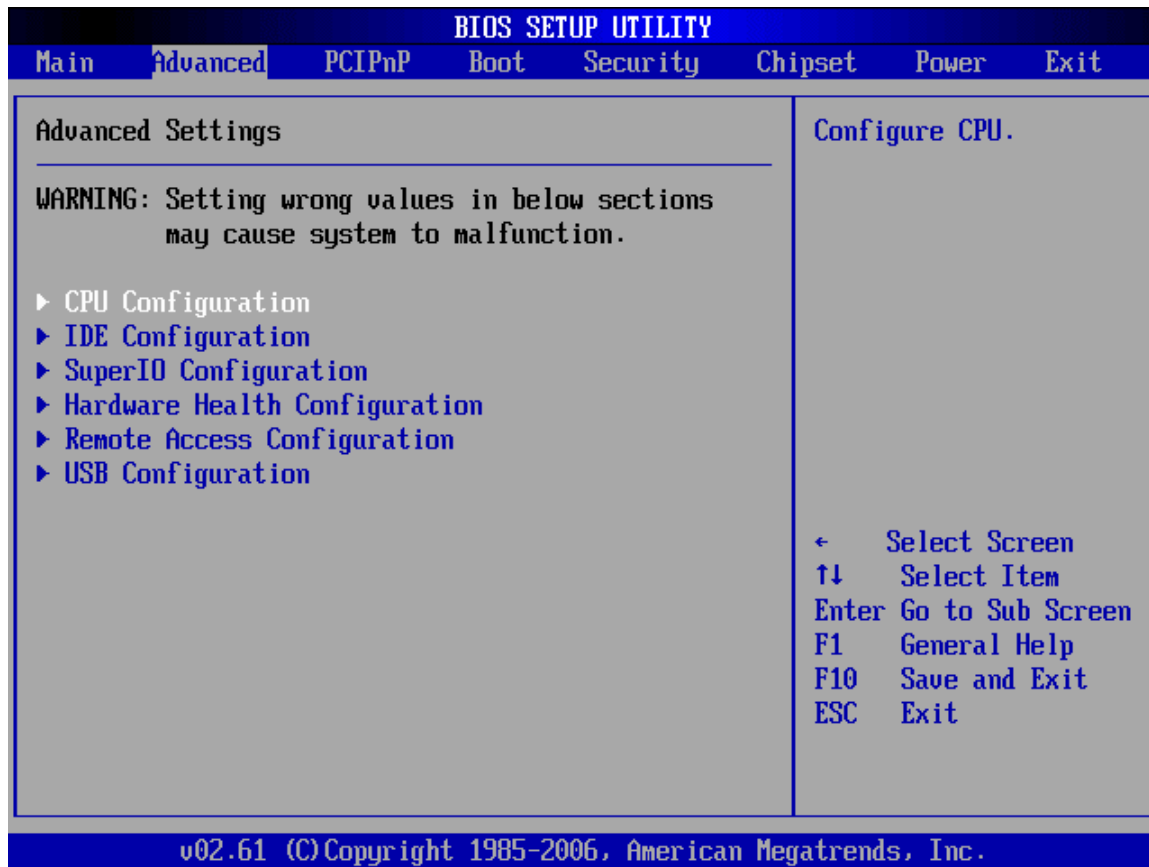 BIOS SETUP UTILITY
Main Advanced PCIPnP Boot Security Chipset Power Exit
Advanced Settings
WARNING: Setting wrong values in below sections
may cause system to malfunction.
▶ CPU Configuration
▶ IDE Configuration
▶ SuperIO Configuration
▶ Hardware Health Configuration
▶ Remote Access Configuration
▶ USB Configuration
Configure CPU.
← Select Screen
↑↓ Select Item
Enter Go to Sub Screen
F1 General Help
F10 Save and Exit
ESC Exit
v02.61 (C)Copyright 1985-2006, American Megatrends, Inc.